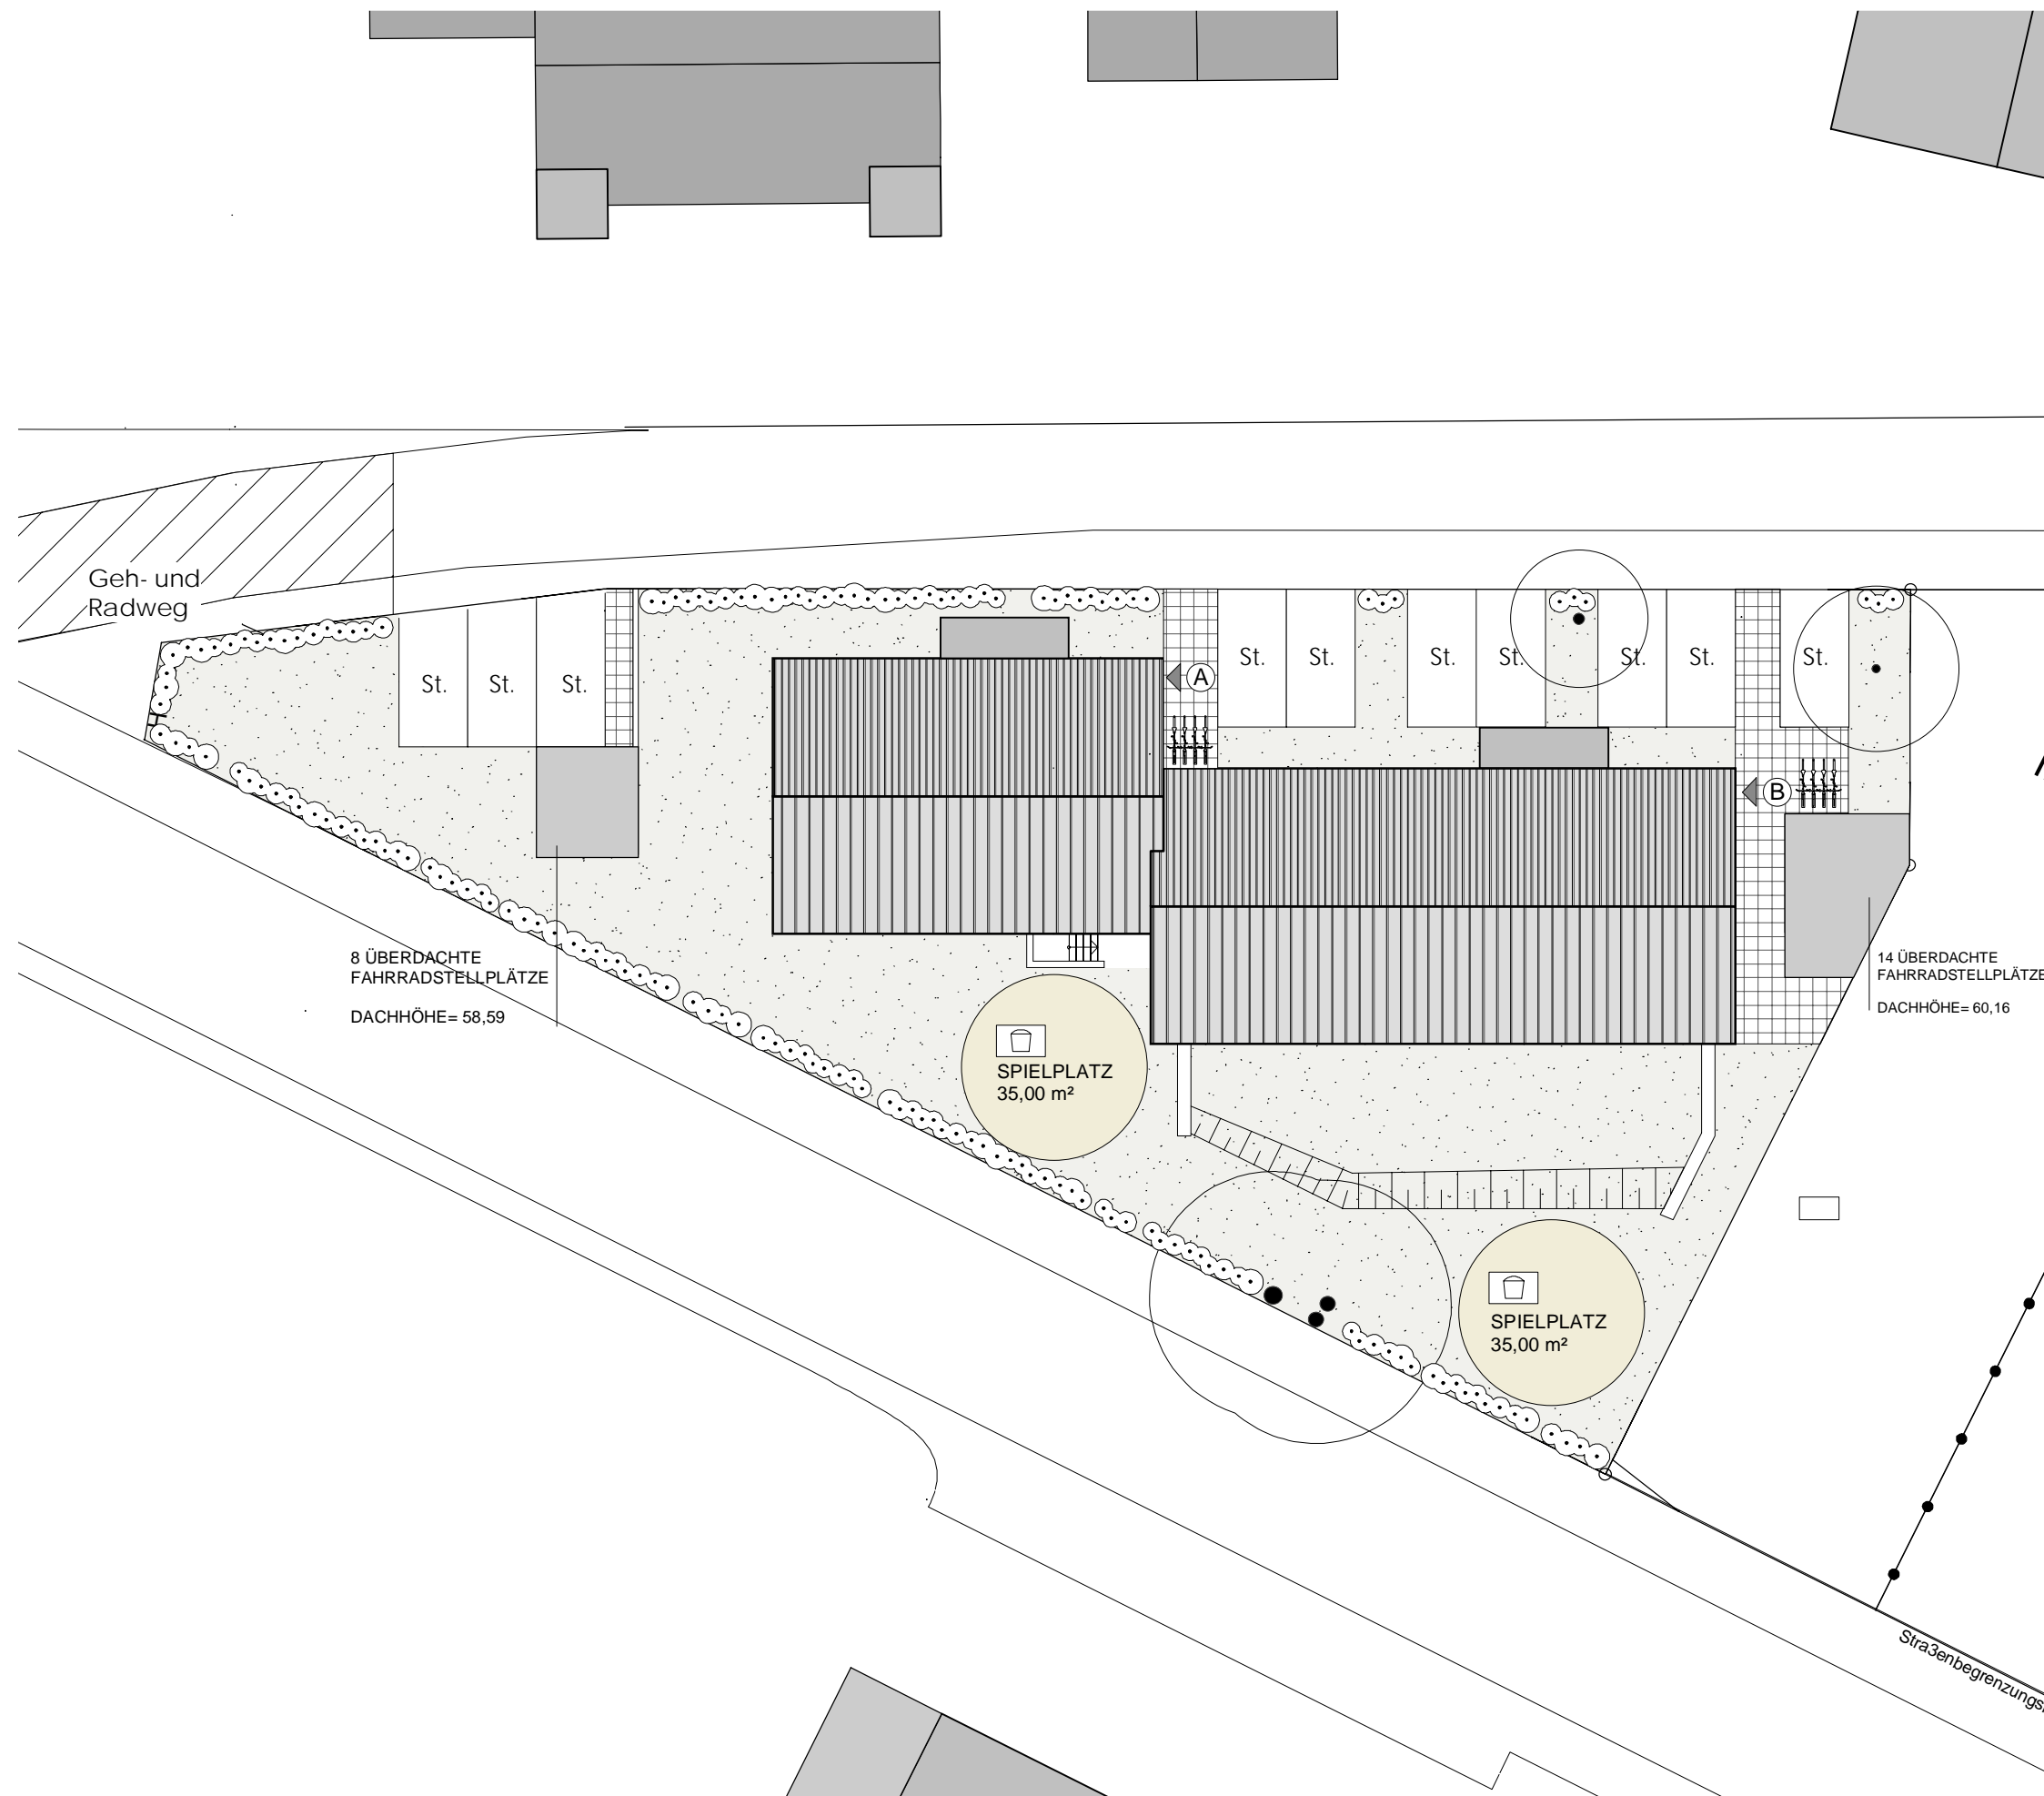 Geh- und
Radweg
St.
St.
St.
A
St.
St.
St.
St.
St.
St.
St.
B
8 ÜBERDACHTE
FAHRRADSTELLPLÄTZE
DACHHÖHE= 58,59
14 ÜBERDACHTE
FAHRRADSTELLPLÄTZE
DACHHÖHE= 60,16
SPIELPLATZ
35,00 m²
SPIELPLATZ
35,00 m²
Stra3enbegrenzungs